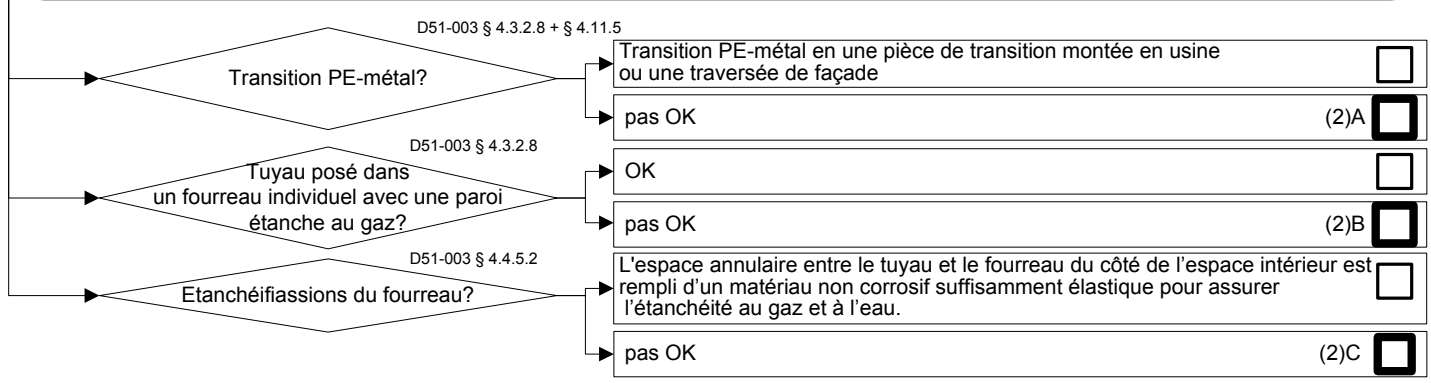 D51-003 § 4.3.2.8 + § 4.11.5
Transition PE-métal?
Transition PE-métal en une pièce de transition montée en usine
ou une traversée de façade
pas OK (2)A
D51-003 § 4.3.2.8
Tuyau posé dans
un fourreau individuel avec une paroi
étanche au gaz?
OK
pas OK (2)B
D51-003 § 4.4.5.2
Etanchéifiassions du fourreau?
L'espace annulaire entre le tuyau et le fourreau du côté de l’espace intérieur est
rempli d’un matériau non corrosif suffisamment élastique pour assurer
l’étanchéité au gaz et à l’eau.
pas OK (2)C